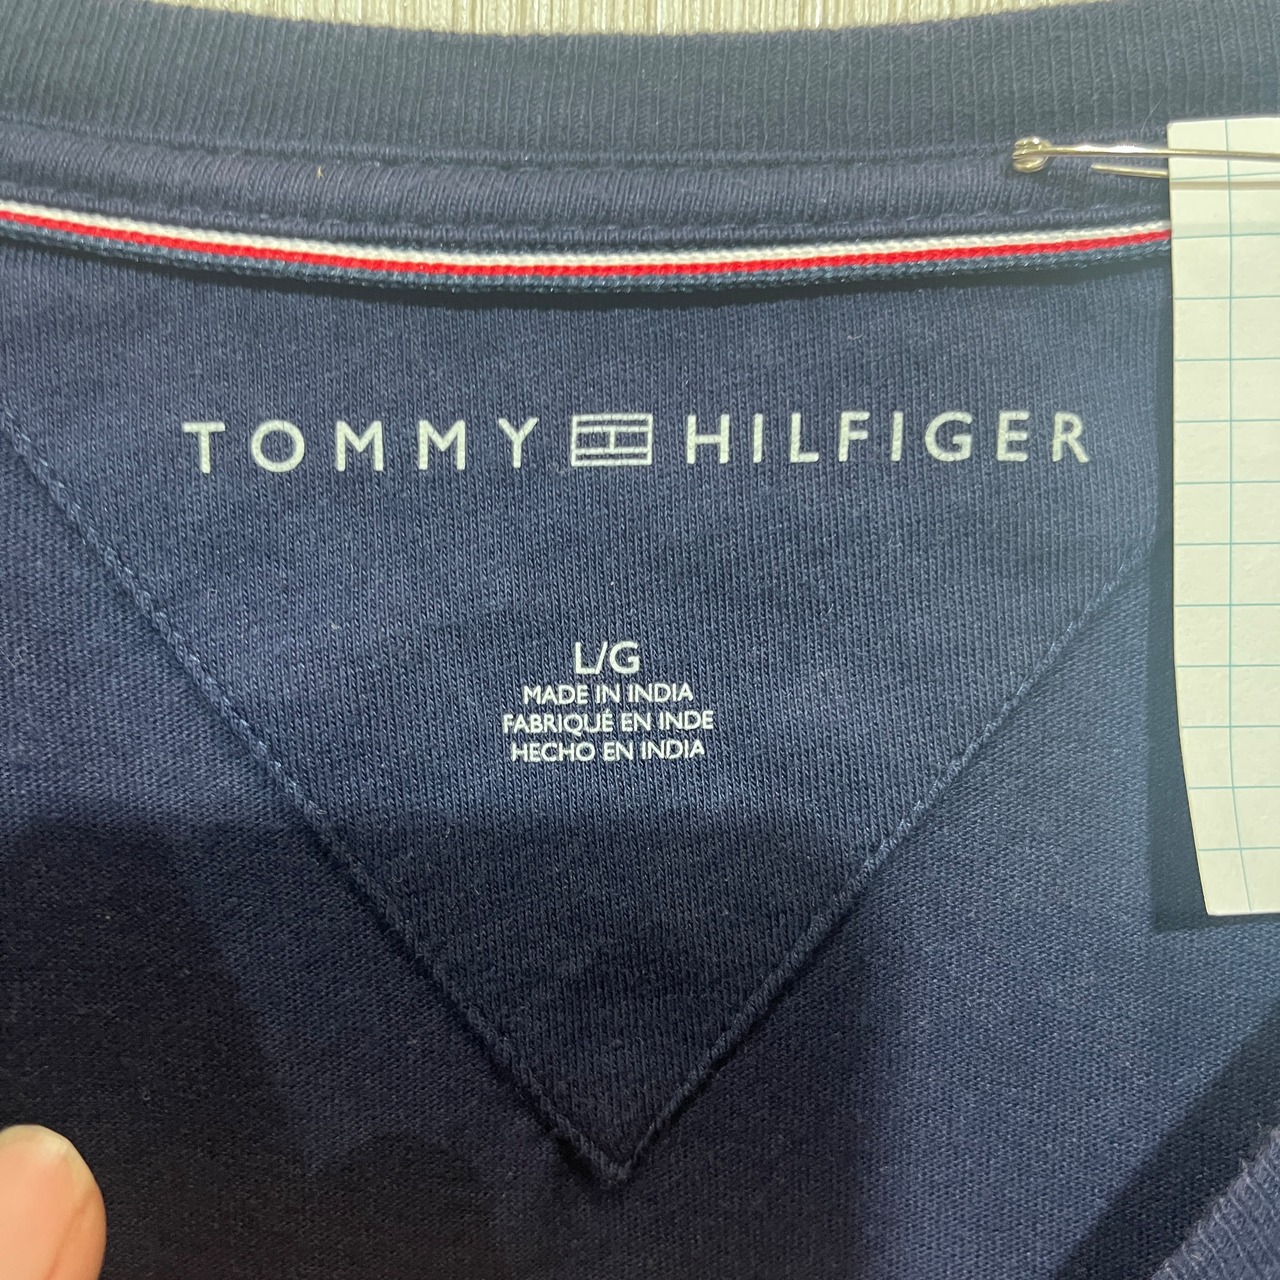 TOMMY HILFIGER
L/G
MADE IN INDIA
FABRIQUÉ EN INDE
HECHO EN INDIA